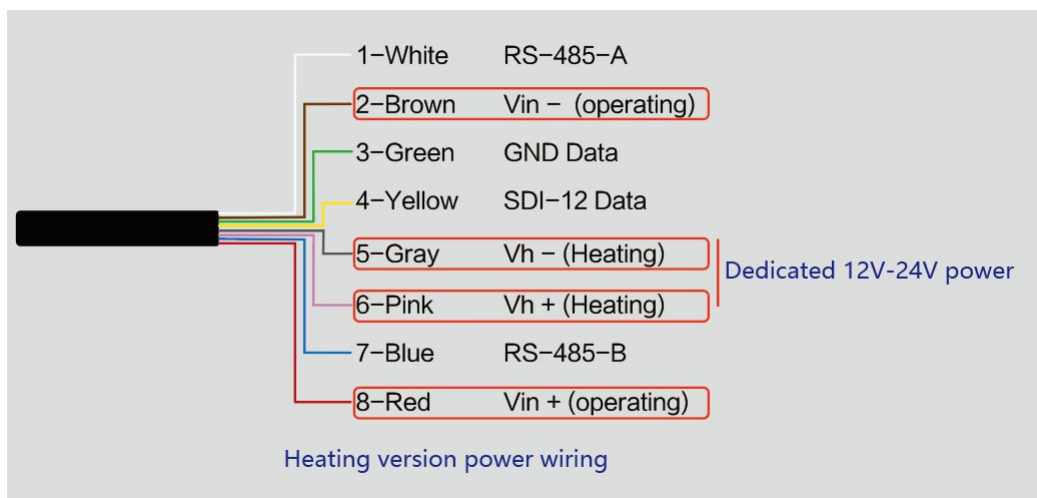 1-White RS-485-A
2-Brown Vin - (operating)
3-Green GND Data
4-Yellow SDI-12 Data
5-Gray Vh - (Heating)
Dedicated 12V-24V power
6-Pink Vh + (Heating)
7-Blue RS-485-B
8-Red Vin + (operating)
Heating version power wiring